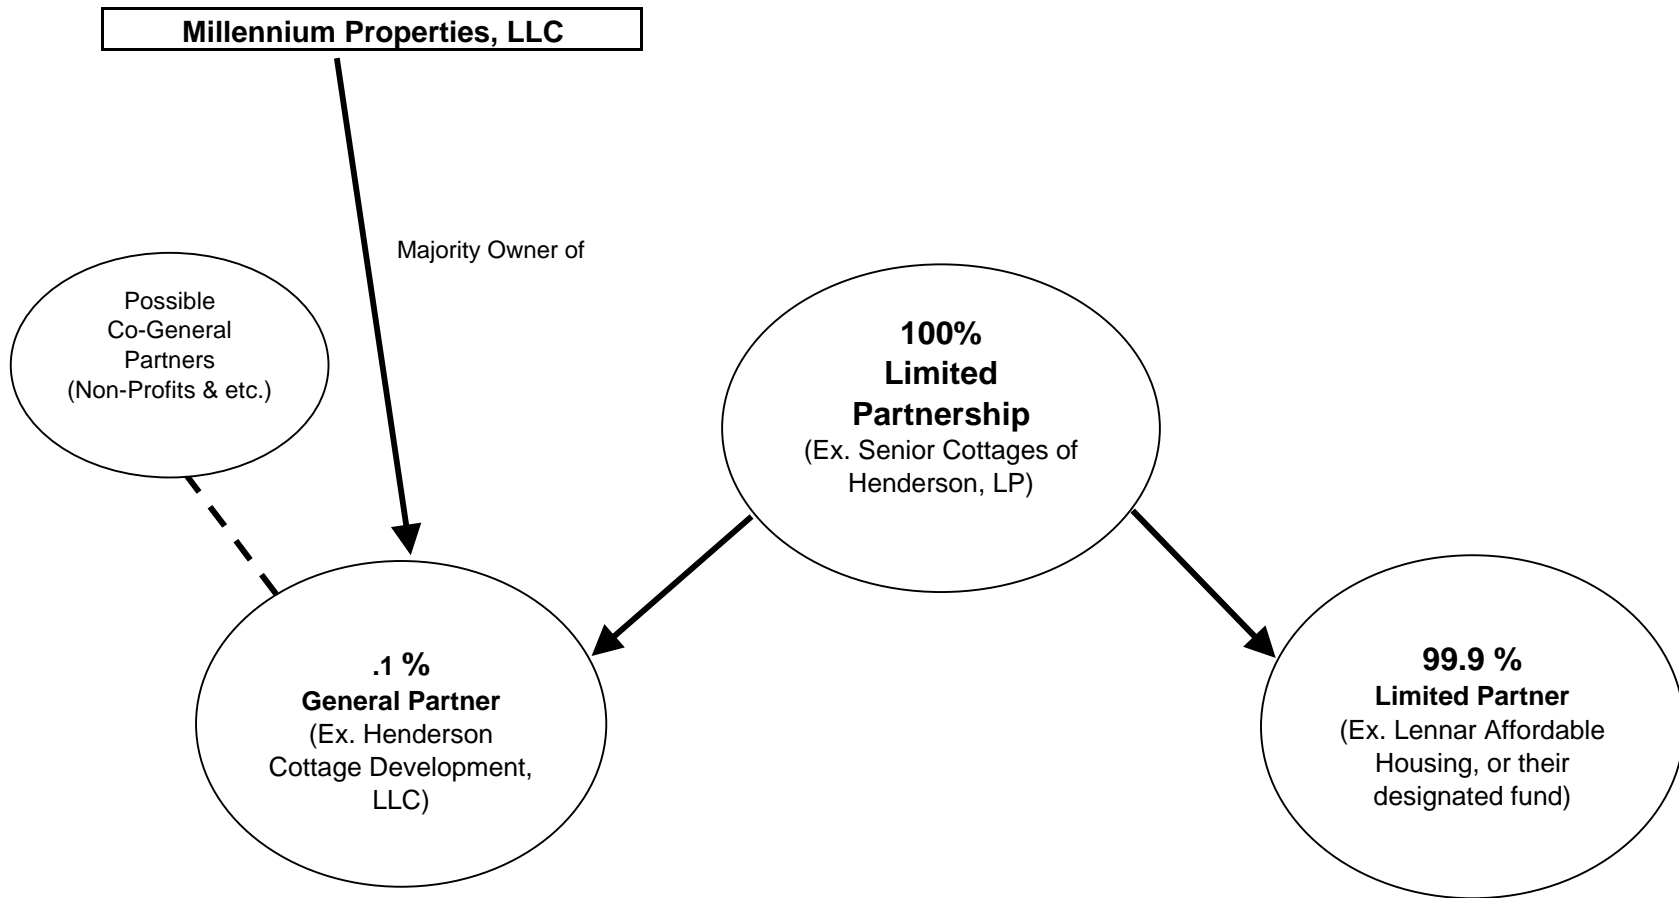 Millennium Properties, LLC
Majority Owner of
Possible
Co-General
Partners
(Non-Profits & etc.)
100%
Limited
Partnership
(Ex. Senior Cottages of
Henderson, LP)
.1 %
General Partner
(Ex. Henderson
Cottage Development,
LLC)
99.9 %
Limited Partner
(Ex. Lennar Affordable
Housing, or their
designated fund)